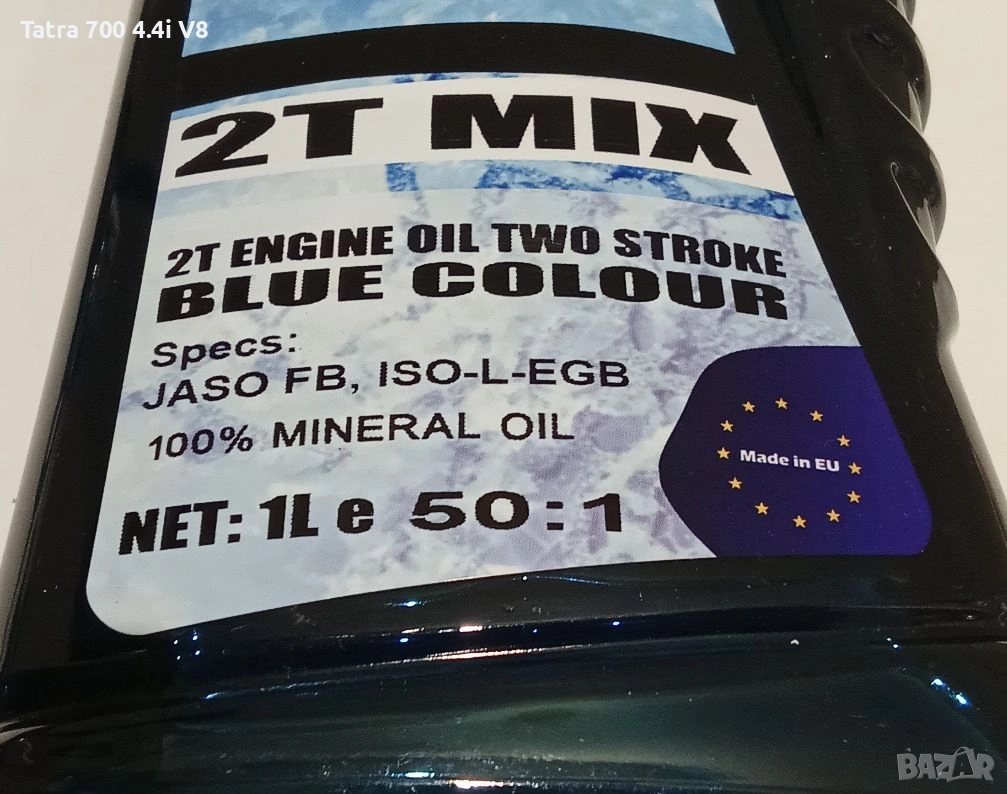 Tatra 700 4.4i V8
2T MIX
2T ENGINE OIL TWO STROKE
BLUE COLOUR
Specs:
JASO FB, ISO-L-EGB
100% MINERAL OIL
Made in EU
NET: 1L e 50:1
BAZAR